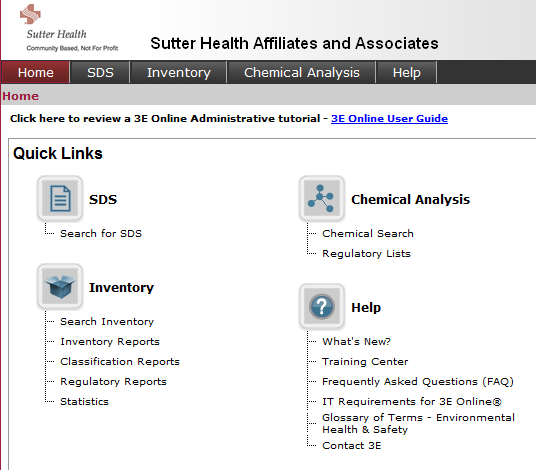 Sutter Health
Community Based, Not For Profit
Sutter Health Affiliates and Associates
Home SDS Inventory Chemical Analysis Help
Home
Click here to review a 3E Online Administrative tutorial - 3E Online User Guide
Quick Links
SDS
Search for SDS
Inventory
Search Inventory
Inventory Reports
Classification Reports
Regulatory Reports
Statistics
Chemical Analysis
Chemical Search
Regulatory Lists
Help
What's New?
Training Center
Frequently Asked Questions (FAQ)
IT Requirements for 3E Online®
Glossary of Terms - Environmental
Health & Safety
Contact 3E